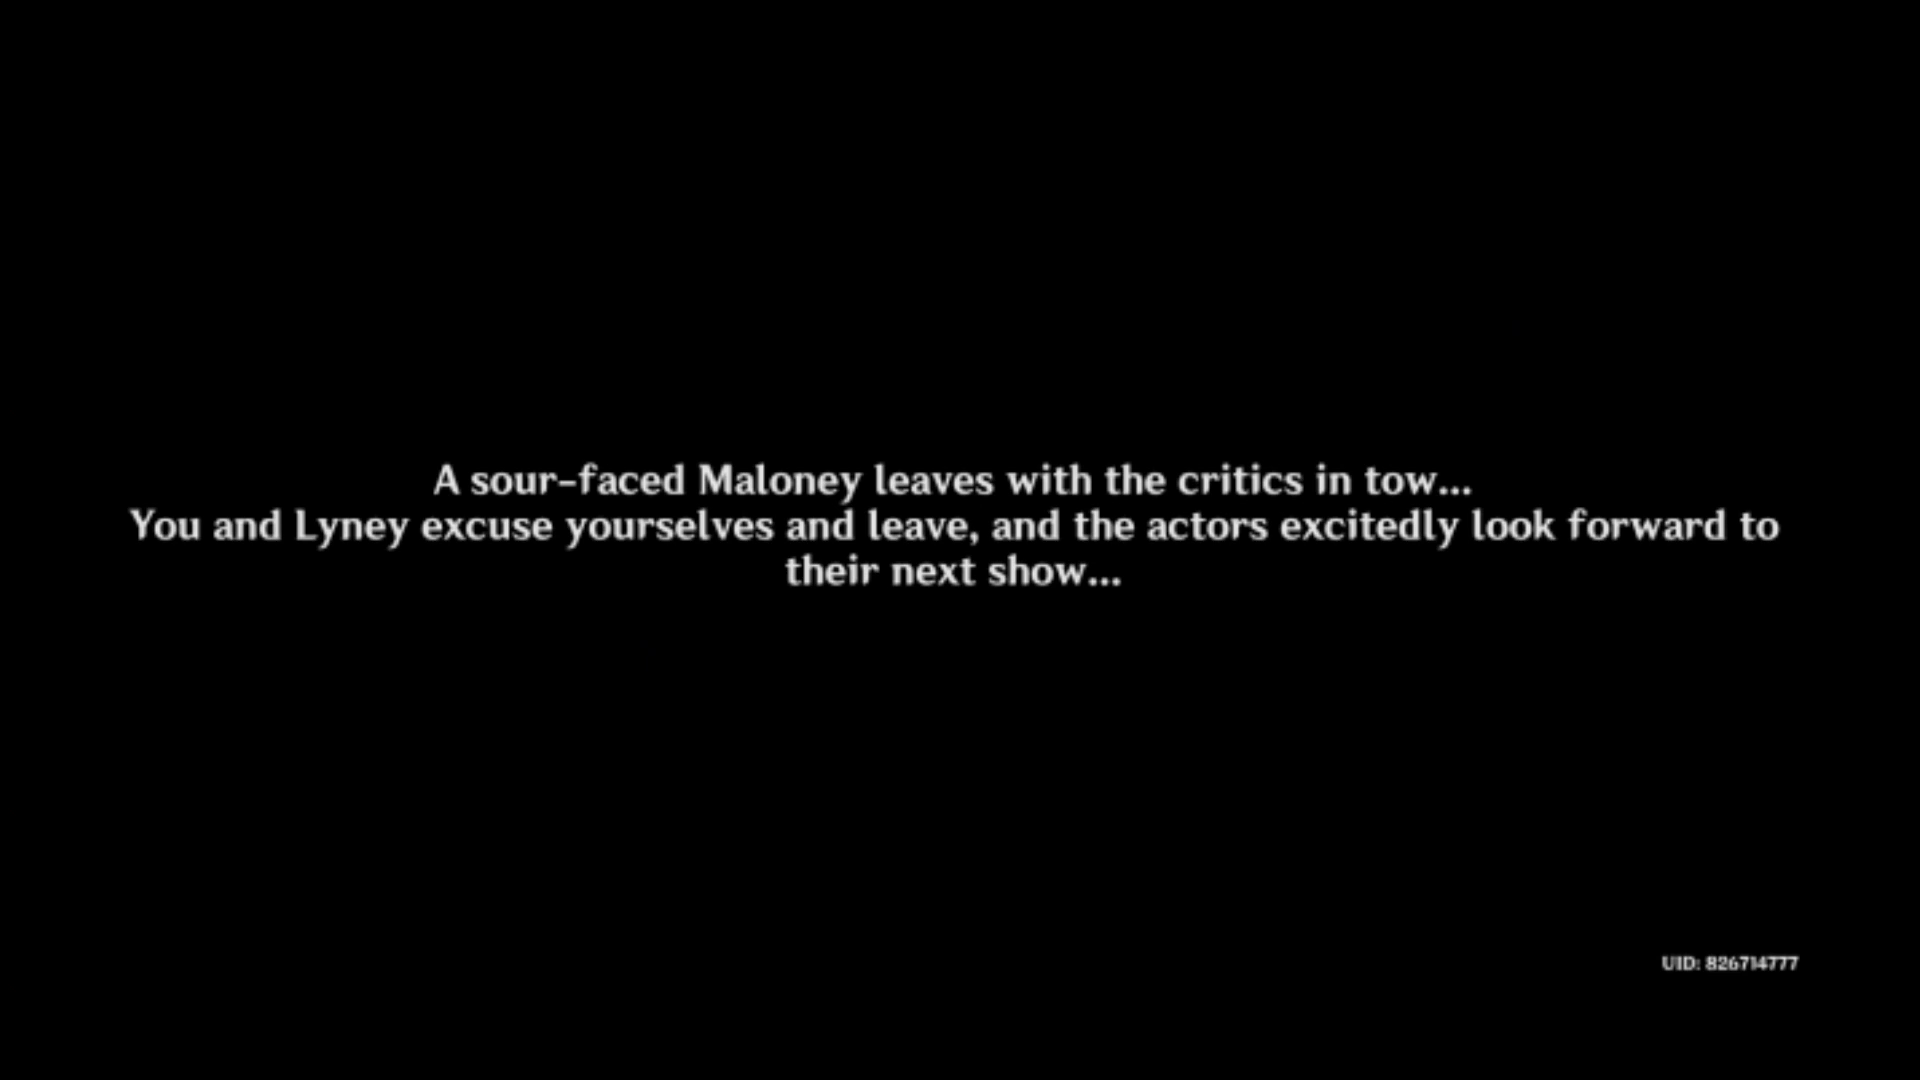 A sour-faced Maloney leaves with the critics in tow...
You and Lyney excuse yourselves and leave, and the actors excitedly look forward to
their next show...
UID: 826714777